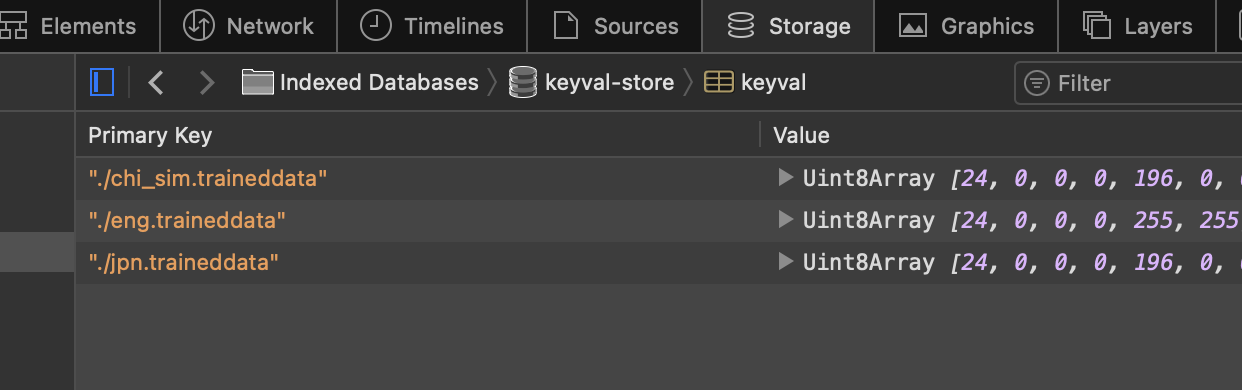 Elements Network Timelines Sources Storage Graphics Layers
Indexed Databases keyval-store keyval Filter
Primary Key Value
"./chi_sim.traineddata" Uint8Array [24, 0, 0, 0, 196, 0,
"./eng.traineddata" Uint8Array [24, 0, 0, 0, 255, 255
"./jpn.traineddata" Uint8Array [24, 0, 0, 0, 196, 0,